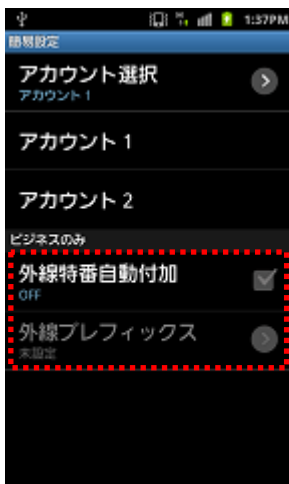 1:37PM
簡易設定
アカウント選択
アカウント 1
アカウント 1
アカウント 2
ビジネスのみ
外線特番自動付加
OFF
外線プレフィックス
未設定